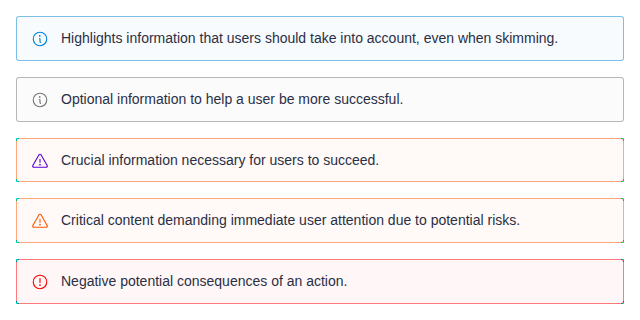 Highlights information that users should take into account, even when skimming.
Optional information to help a user be more successful.
Crucial information necessary for users to succeed.
Critical content demanding immediate user attention due to potential risks.
Negative potential consequences of an action.